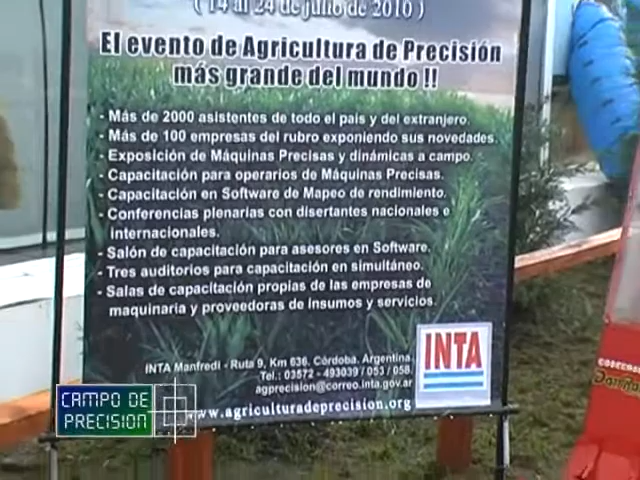 ( 14 al 24 de julio de 2010 )
El evento de Agricultura de Precisión
más grande del mundo !!
- Más de 2000 asistentes de todo el país y del extranjero.
- Más de 100 empresas del rubro exponiendo sus novedades.
- Exposición de Máquinas Precisas y dinámicas a campo.
- Capacitación para operarios de Máquinas Precisas.
- Capacitación en Software de Mapeo de rendimiento.
- Conferencias plenarias con disertantes nacionales e
internacionales.
- Salón de capacitación para asesores en Software.
- Tres auditorios para capacitación en simultáneo.
- Salas de capacitación propias de las empresas de
maquinaria y proveedoras de insumos y servicios.
INTA
INTA Manfredi - Ruta 9, Km 636. Córdoba. Argentina
Tel.: 03572 - 493039 / 053 / 058.
agprecision@correo.inta.gov.ar
www.agriculturadeprecision.org
CAMPO DE
PRECISION